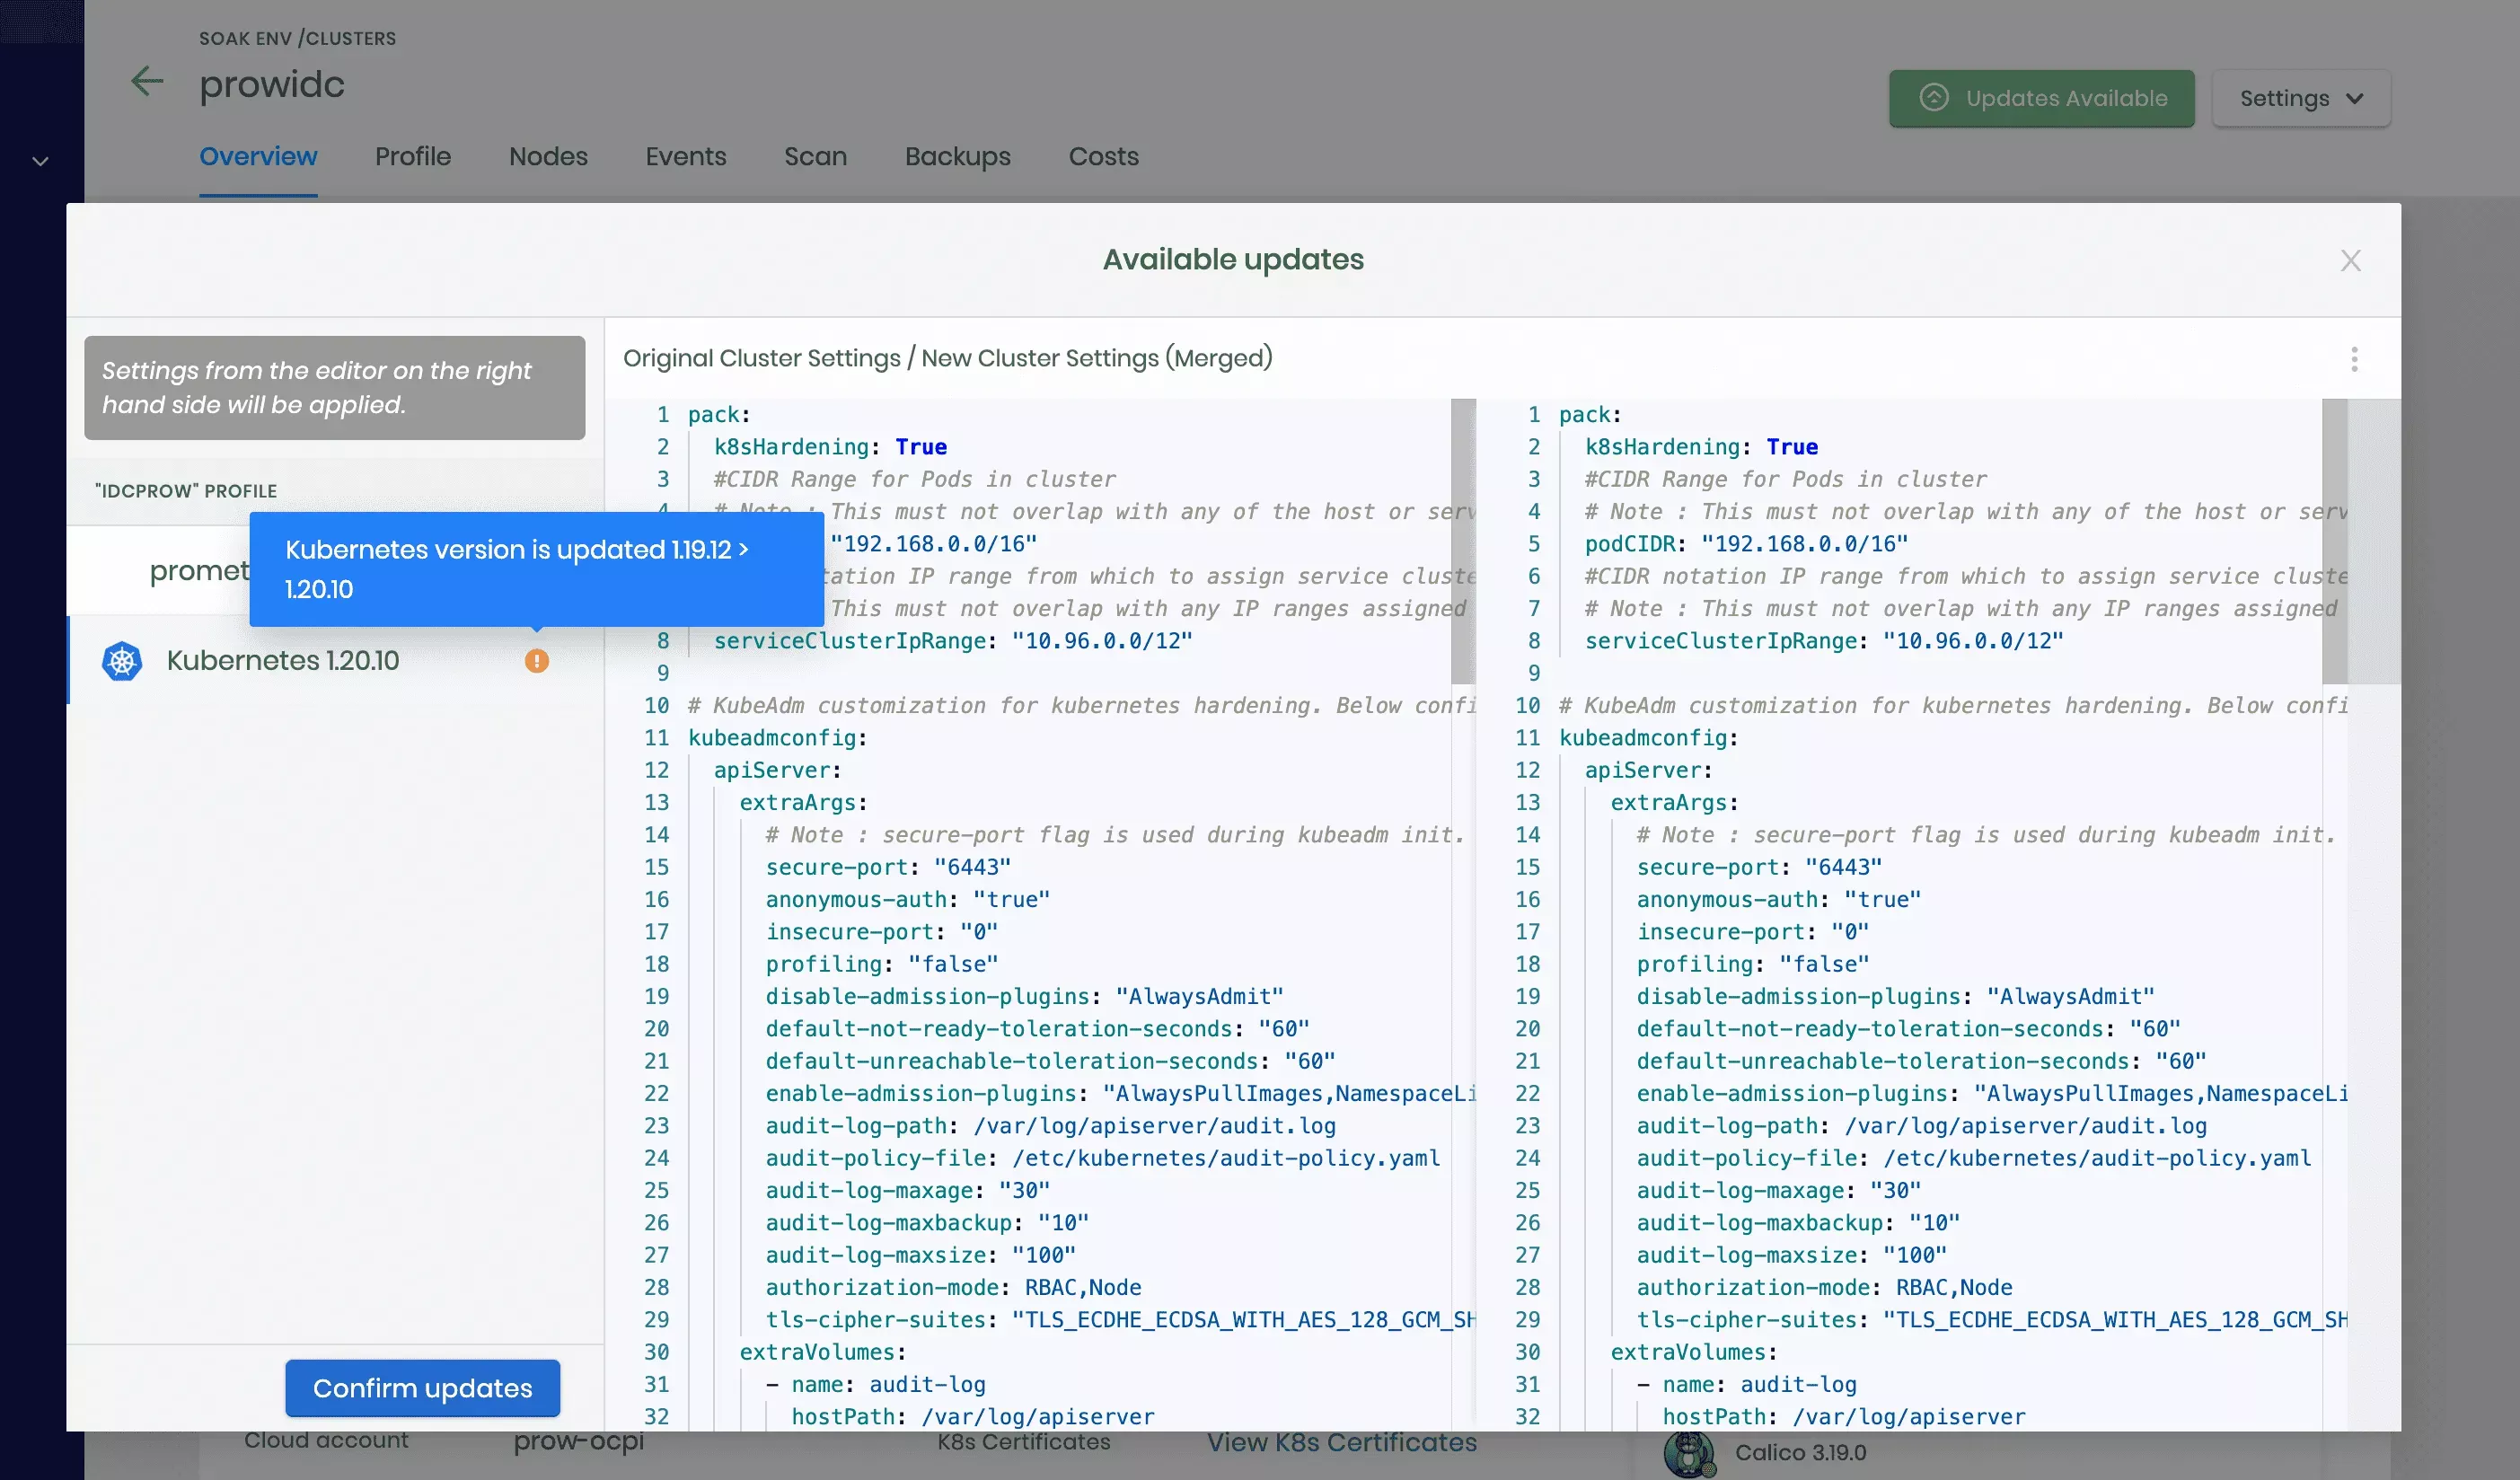 SOAK ENV /CLUSTERS
prowidc
Updates Available
Settings
Overview
Profile
Nodes
Events
Scan
Backups
Costs
Available updates
X
Settings from the editor on the right
hand side will be applied.
"IDCPROW" PROFILE
promet
Kubernetes version is updated 1.19.12 >
1.20.10
Kubernetes 1.20.10
Confirm updates
Original Cluster Settings / New Cluster Settings (Merged)
1 pack:
2 k8sHardening: True
3 #CIDR Range for Pods in cluster
4 # Note : This must not overlap with any of the host or serv
"192.168.0.0/16"
tation IP range from which to assign service cluste
This must not overlap with any IP ranges assigned
8 serviceClusterIpRange: "10.96.0.0/12"
9
10 # KubeAdm customization for kubernetes hardening. Below confi
11 kubeadmconfig:
12 apiServer:
13 extraArgs:
14 # Note : secure-port flag is used during kubeadm init.
15 secure-port: "6443"
16 anonymous-auth: "true"
17 insecure-port: "0"
18 profiling: "false"
19 disable-admission-plugins: "AlwaysAdmit"
20 default-not-ready-toleration-seconds: "60"
21 default-unreachable-toleration-seconds: "60"
22 enable-admission-plugins: "AlwaysPullImages,NamespaceLi
23 audit-log-path: /var/log/apiserver/audit.log
24 audit-policy-file: /etc/kubernetes/audit-policy.yaml
25 audit-log-maxage: "30"
26 audit-log-maxbackup: "10"
27 audit-log-maxsize: "100"
28 authorization-mode: RBAC,Node
29 tls-cipher-suites: "TLS_ECDHE_ECDSA_WITH_AES_128_GCM_SH
30 extraVolumes:
31 - name: audit-log
32 hostPath: /var/log/apiserver
1 pack:
2 k8sHardening: True
3 #CIDR Range for Pods in cluster
4 # Note : This must not overlap with any of the host or serv
5 podCIDR: "192.168.0.0/16"
6 #CIDR notation IP range from which to assign service cluste
7 # Note : This must not overlap with any IP ranges assigned
8 serviceClusterIpRange: "10.96.0.0/12"
9
10 # KubeAdm customization for kubernetes hardening. Below confi
11 kubeadmconfig:
12 apiServer:
13 extraArgs:
14 # Note : secure-port flag is used during kubeadm init.
15 secure-port: "6443"
16 anonymous-auth: "true"
17 insecure-port: "0"
18 profiling: "false"
19 disable-admission-plugins: "AlwaysAdmit"
20 default-not-ready-toleration-seconds: "60"
21 default-unreachable-toleration-seconds: "60"
22 enable-admission-plugins: "AlwaysPullImages,NamespaceLi
23 audit-log-path: /var/log/apiserver/audit.log
24 audit-policy-file: /etc/kubernetes/audit-policy.yaml
25 audit-log-maxage: "30"
26 audit-log-maxbackup: "10"
27 audit-log-maxsize: "100"
28 authorization-mode: RBAC,Node
29 tls-cipher-suites: "TLS_ECDHE_ECDSA_WITH_AES_128_GCM_SH
30 extraVolumes:
31 - name: audit-log
32 hostPath: /var/log/apiserver
Cloud account
prow-ocpi
K8s Certificates
View K8s Certificates
Calico 3.19.0